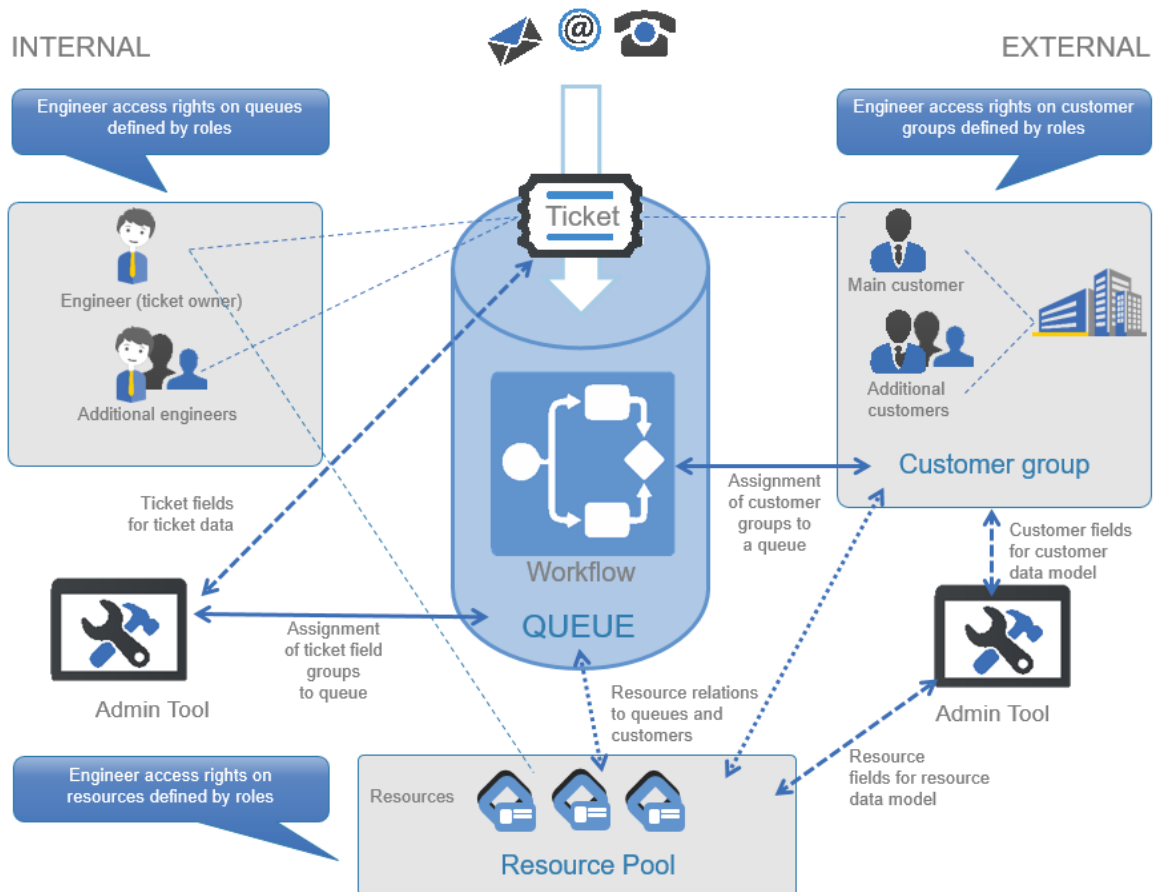 INTERNAL
EXTERNAL
@
Engineer access rights on queues
defined by roles
Engineer access rights on customer
groups defined by roles
Ticket
Engineer (ticket owner)
Additional engineers
Main customer
Additional
customers
Customer group
Ticket fields
for ticket data
Workflow
QUEUE
Assignment
of customer
groups to
a queue
Customer fields
for customer
data model
Assignment
of ticket field
groups
to queue
Admin Tool
Resource relations
to queues and
customers
Admin Tool
Resource
fields for resource
data model
Engineer access rights on
resources defined by roles
Resources
Resource Pool